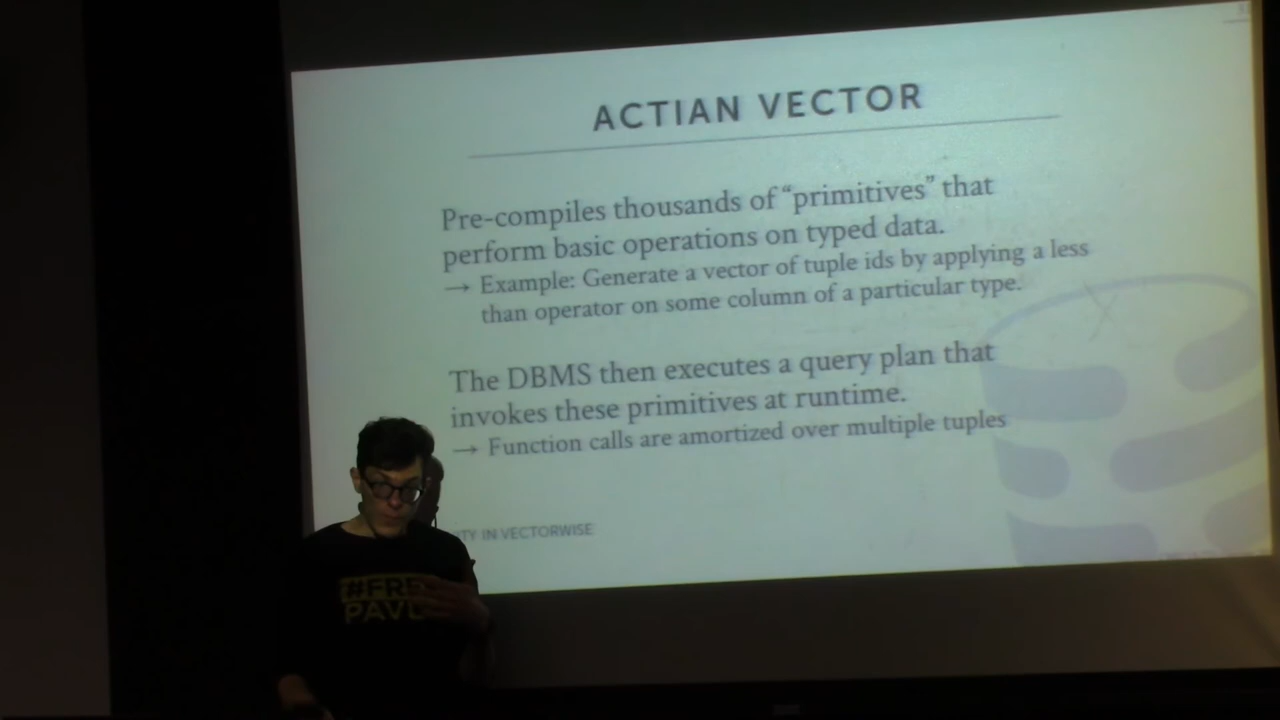 ACTIAN VECTOR
Pre-compiles thousands of “primitives” that
perform basic operations on typed data.
→ Example: Generate a vector of tuple ids by applying a less
than operator on some column of a particular type.
The DBMS then executes a query plan that
invokes these primitives at runtime.
→ Function calls are amortized over multiple tuples
IN VECTORWISE
#FRE
PAVL